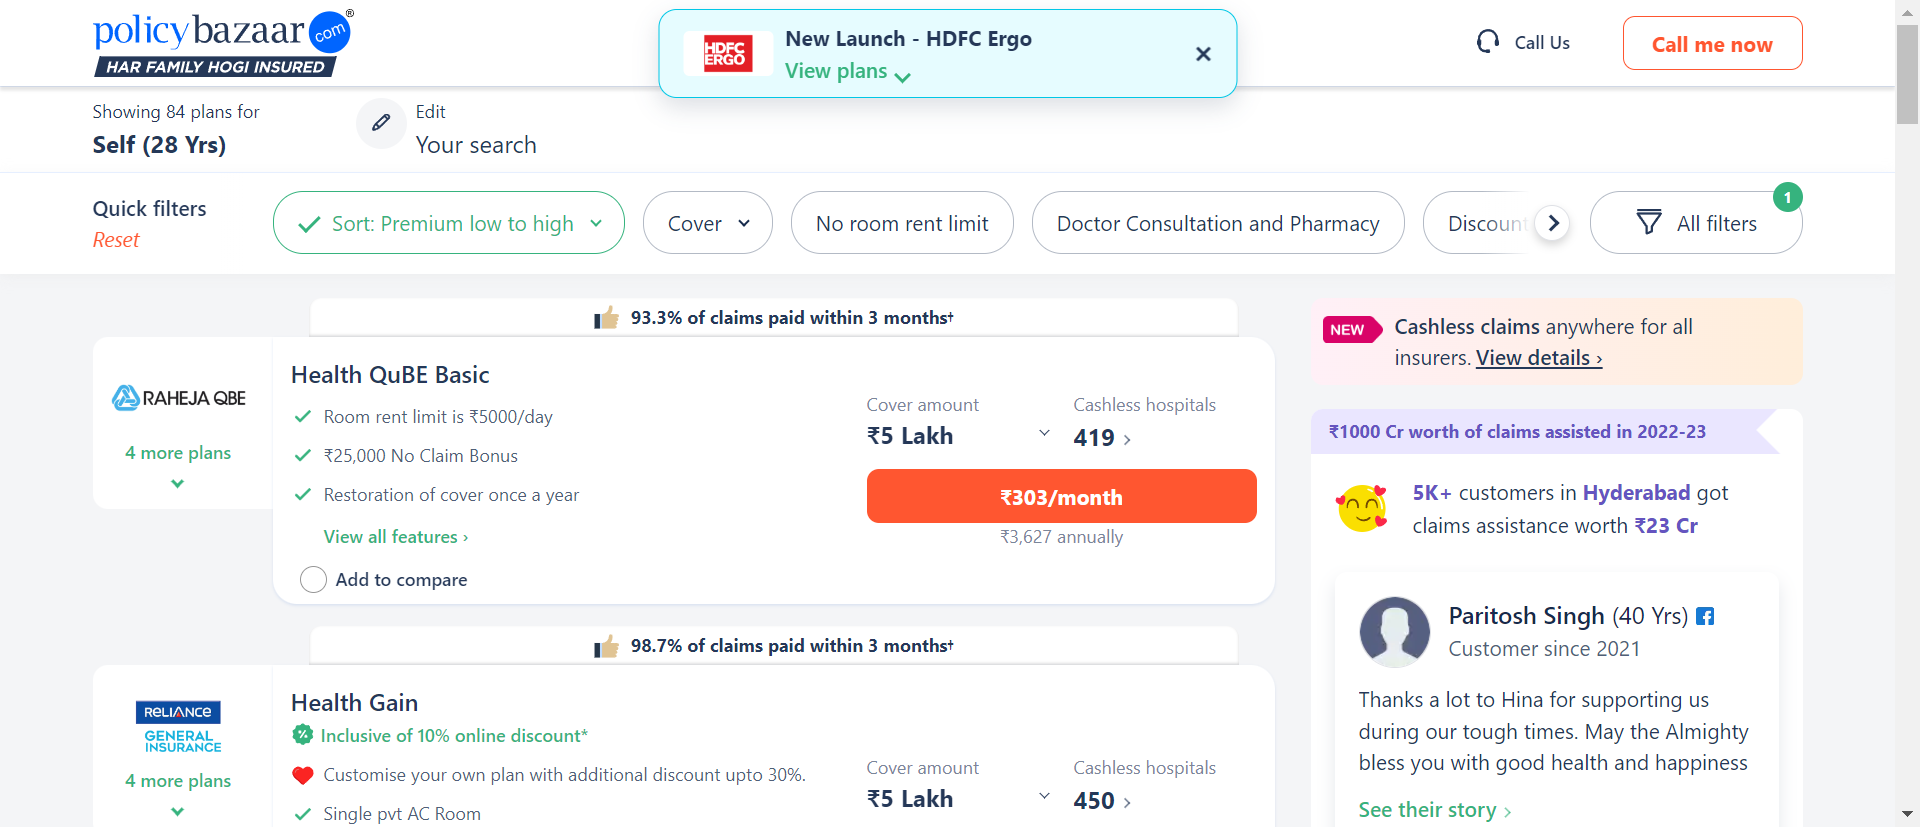 policybazaar.com®
HAR FAMILY HOGI INSURED
HDFC
ERGO
New Launch - HDFC Ergo
View plans
Call Us
Call me now
Showing 84 plans for
Self (28 Yrs)
Edit
Your search
Quick filters
Reset
Sort: Premium low to high
Cover
No room rent limit
Doctor Consultation and Pharmacy
Discount
All filters
1
93.3% of claims paid within 3 months†
RAHEJA QBE
4 more plans
Health QuBE Basic
Room rent limit is ₹5000/day
₹25,000 No Claim Bonus
Restoration of cover once a year
View all features ›
Add to compare
Cover amount
₹5 Lakh
Cashless hospitals
419 ›
₹303/month
₹3,627 annually
98.7% of claims paid within 3 months†
RELIANCE
GENERAL
INSURANCE
4 more plans
Health Gain
Inclusive of 10% online discount*
Customise your own plan with additional discount upto 30%.
Single pvt AC Room
Cover amount
₹5 Lakh
Cashless hospitals
450 ›
NEW
Cashless claims anywhere for all
insurers. View details ›
₹1000 Cr worth of claims assisted in 2022-23
5K+ customers in Hyderabad got
claims assistance worth ₹23 Cr
Paritosh Singh (40 Yrs)
Customer since 2021
Thanks a lot to Hina for supporting us
during our tough times. May the Almighty
bless you with good health and happiness
See their story ›